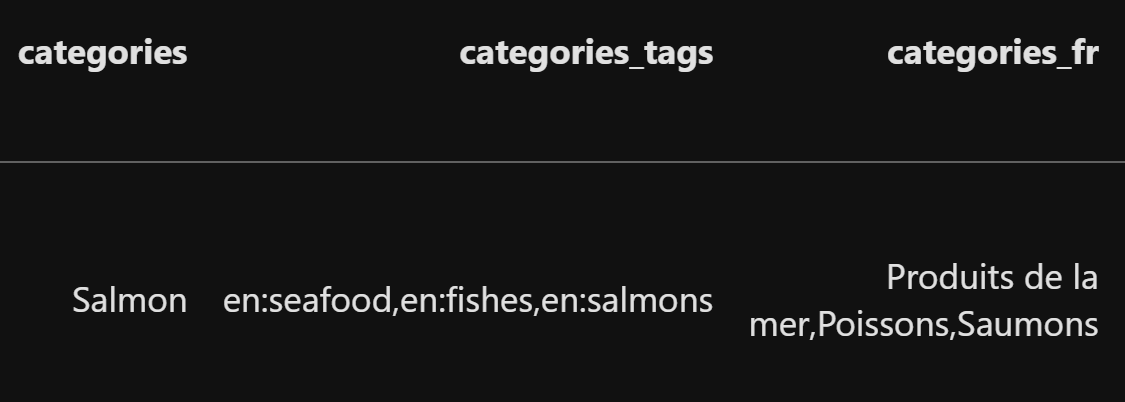 categories categories_tags categories_fr
Salmon en:seafood,en:fishes,en:salmons Produits de la
mer,Poissons,Saumons